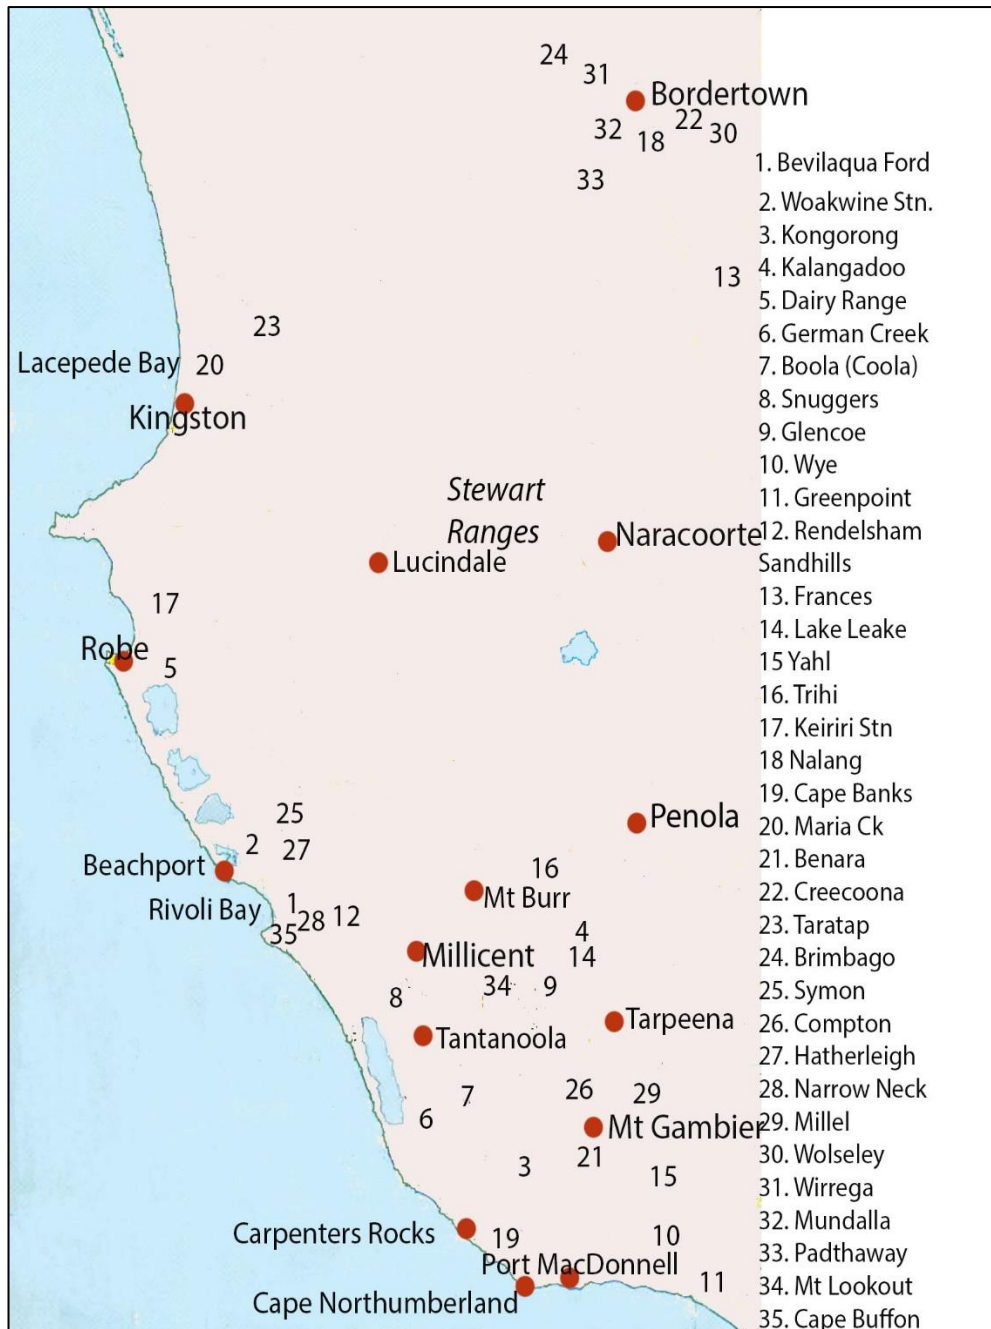 24
31
Bordertown
32
18
22
30
33
13
23
Lacepede Bay
20
Kingston
Stewart
Ranges
Naracoorte
Lucindale
17
Robe
5
25
Penola
2
27
Beachport
16
Mt Burr
Rivoli Bay
1
28
12
35
4
Millicent
14
34
9
8
Tarpeena
Tantanoola
7
26
29
6
Mt Gambier
21
3
15
Carpenters Rocks
19
10
Port MacDonnell
11
Cape Northumberland
1. Bevilaqua Ford
2. Woakwine Stn.
3. Kongorong
4. Kalangadoo
5. Dairy Range
6. German Creek
7. Boola (Coola)
8. Snuggers
9. Glencoe
10. Wye
11. Greenpoint
12. Rendelsham
Sandhills
13. Frances
14. Lake Leake
15 Yahl
16. Trihi
17. Keiriri Stn
18 Nalang
19. Cape Banks
20. Maria Ck
21. Benara
22. Creecoona
23. Taratap
24. Brimbago
25. Symon
26. Compton
27. Hatherleigh
28. Narrow Neck
29. Millel
30. Wolseley
31. Wirrega
32. Mundalla
33. Padthaway
34. Mt Lookout
35. Cape Buffon